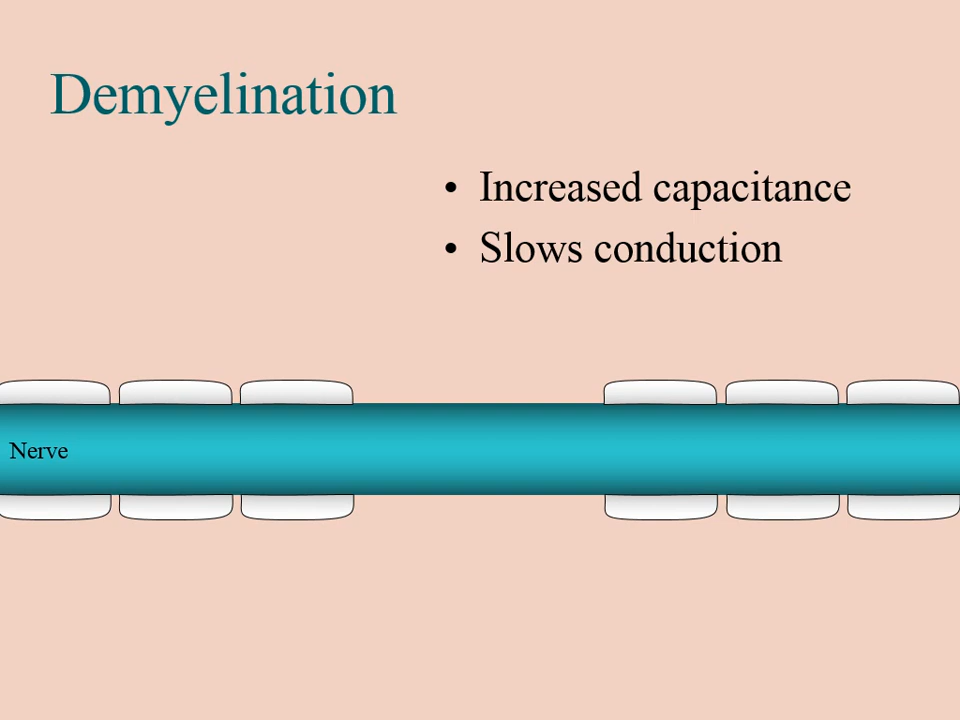 Demyelination
• Increased capacitance
• Slows conduction
Nerve